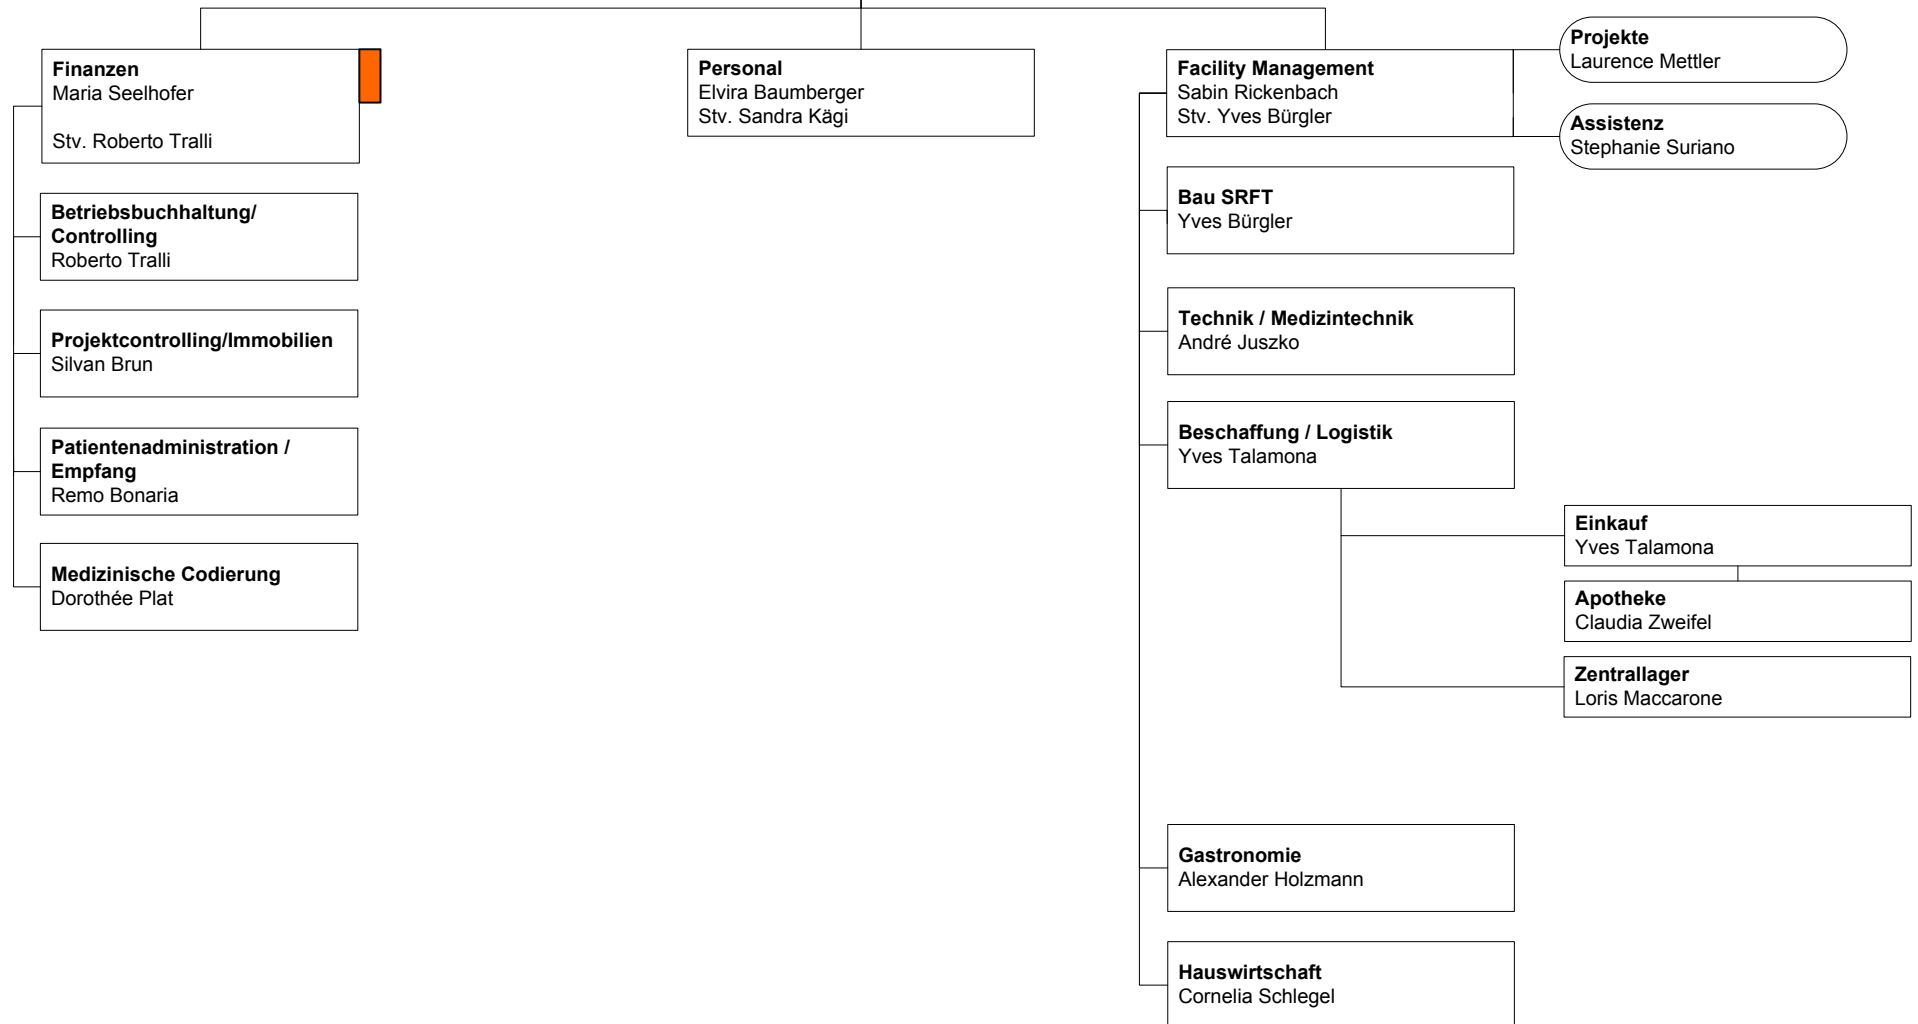 Finanzen
Maria Seelhofer
Stv. Roberto Tralli
Betriebsbuchhaltung/
Controlling
Roberto Tralli
Projektcontrolling/Immobilien
Silvan Brun
Patientenadministration /
Empfang
Remo Bonaria
Medizinische Codierung
Dorothée Plat
Personal
Elvira Baumberger
Stv. Sandra Kägi
Facility Management
Sabin Rickenbach
Stv. Yves Bürgler
Projekte
Laurence Mettler
Assistenz
Stephanie Suriano
Bau SRFT
Yves Bürgler
Technik / Medizintechnik
André Juszko
Beschaffung / Logistik
Yves Talamona
Einkauf
Yves Talamona
Apotheke
Claudia Zweifel
Zentrallager
Loris Maccarone
Gastronomie
Alexander Holzmann
Hauswirtschaft
Cornelia Schlegel